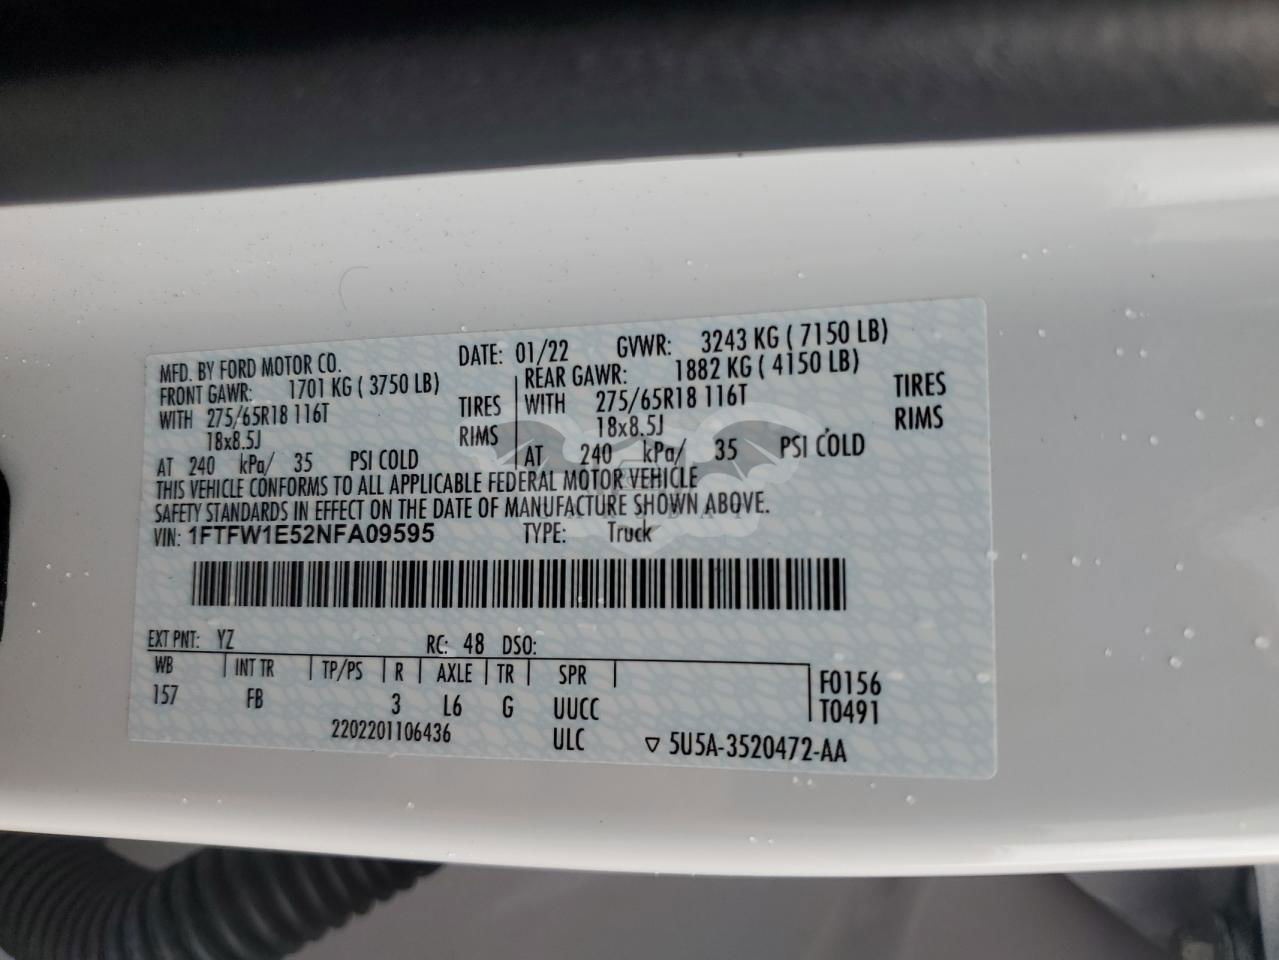 MFD. BY FORD MOTOR CO. DATE: 01/22 GVWR: 3243 KG ( 7150 LB)
FRONT GAWR: 1701 KG ( 3750 LB) REAR GAWR: 1882 KG ( 4150 LB)
WITH 275/65R18 116T TIRES WITH 275/65R18 116T TIRES
18x8.5J RIMS 18x8.5J RIMS
AT 240 kPa/ 35 PSI COLD AT 240 kPa/ 35 PSI COLD
THIS VEHICLE CONFORMS TO ALL APPLICABLE FEDERAL MOTOR VEHICLE
SAFETY STANDARDS IN EFFECT ON THE DATE OF MANUFACTURE SHOWN ABOVE.
VIN: 1FTFW1E52NFA09595 TYPE: Truck
EXT PNT: YZ RC: 48 DSO:
WB INT TR TP/PS R AXLE TR SPR F0156
157 FB 3 L6 G UUCC T0491
2202201106436 ULC ▽ 5U5A-3520472-AA